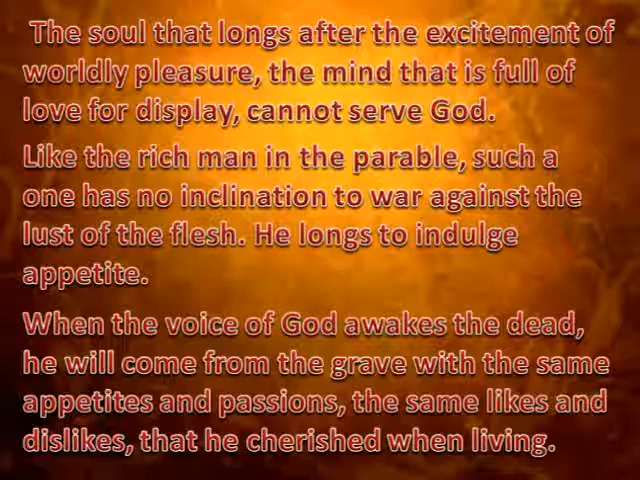 The soul that longs after the excitement of
worldly pleasure, the mind that is full of
love for display, cannot serve God.
Like the rich man in the parable, such a
one has no inclination to war against the
lust of the flesh. He longs to indulge
appetite.
When the voice of God awakes the dead,
he will come from the grave with the same
appetites and passions, the same likes and
dislikes, that he cherished when living.